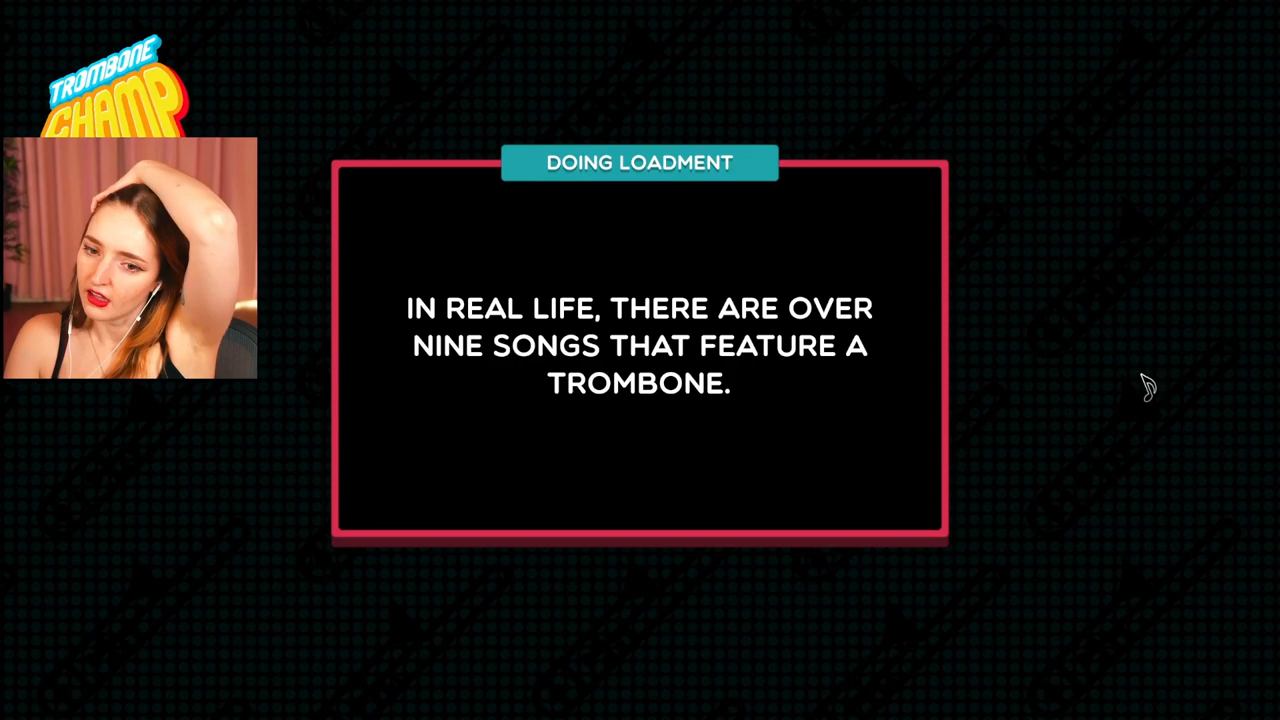 TROMBONE
CHAMP
DOING LOADMENT
IN REAL LIFE, THERE ARE OVER
NINE SONGS THAT FEATURE A
TROMBONE.